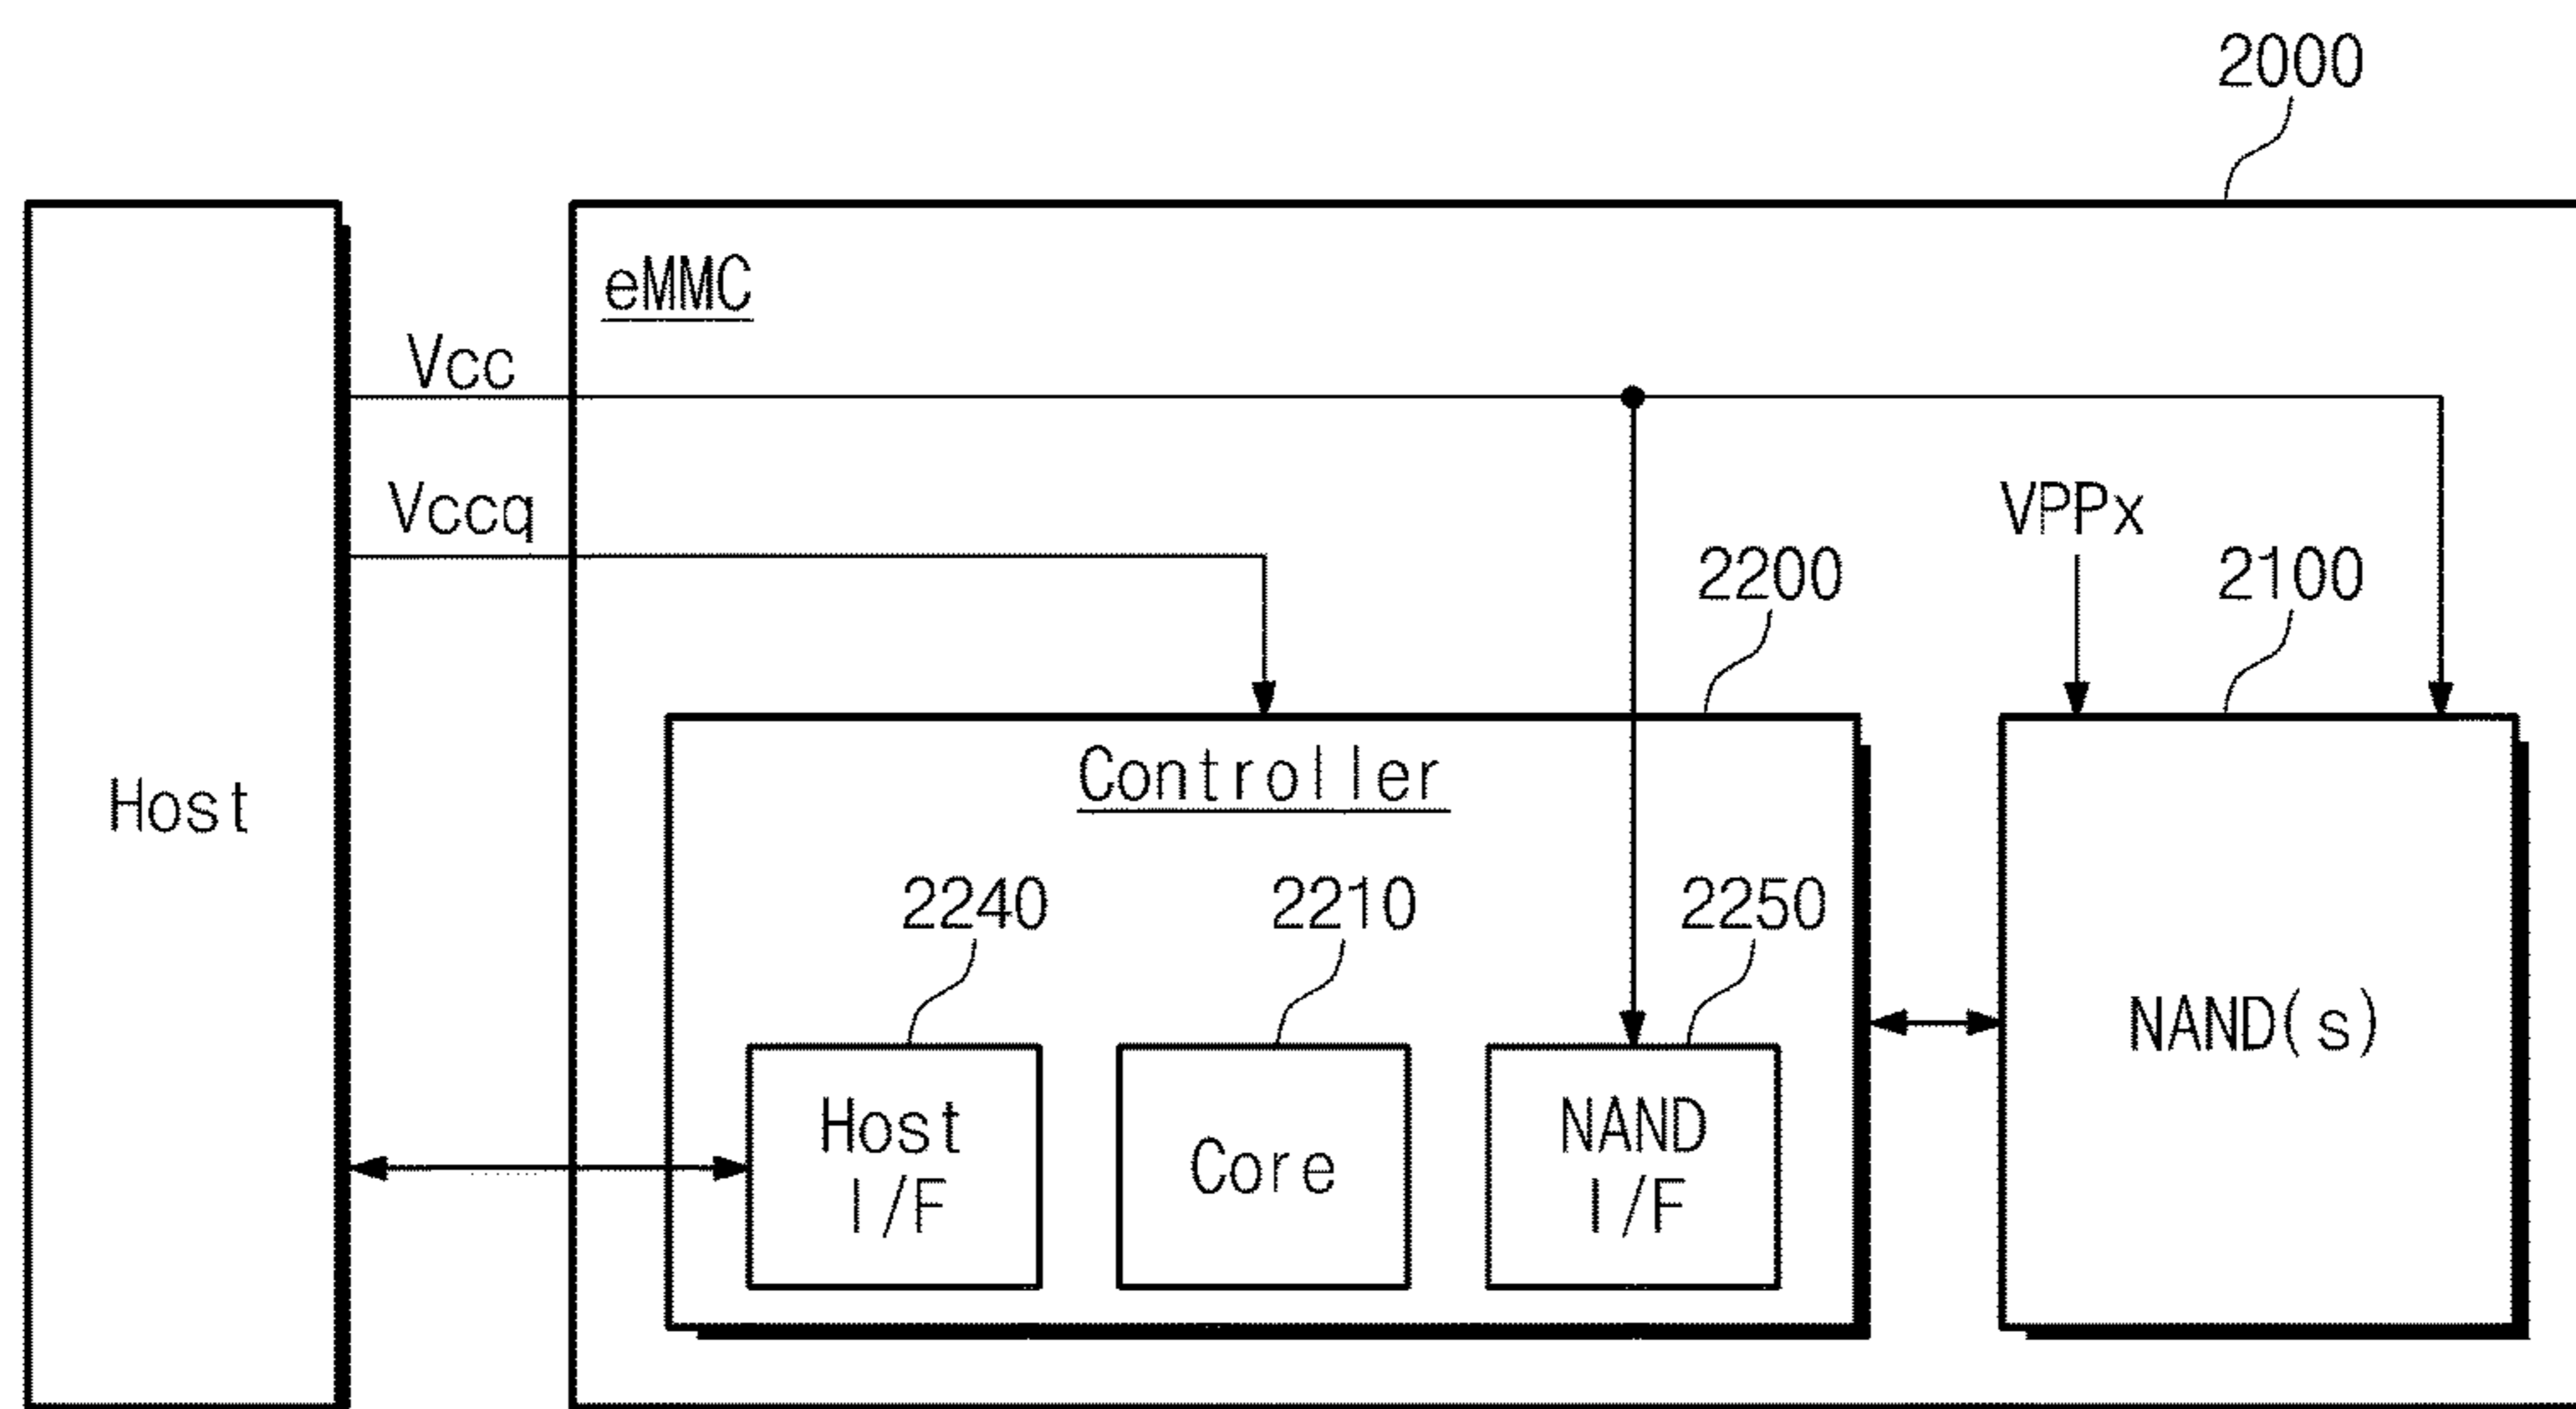 2000
eMMC
Vcc
Vccq
VPPx
2200
2100
Controller
Host
2240
2210
2250
NAND(s)
Host
I/F
Core
NAND
I/F